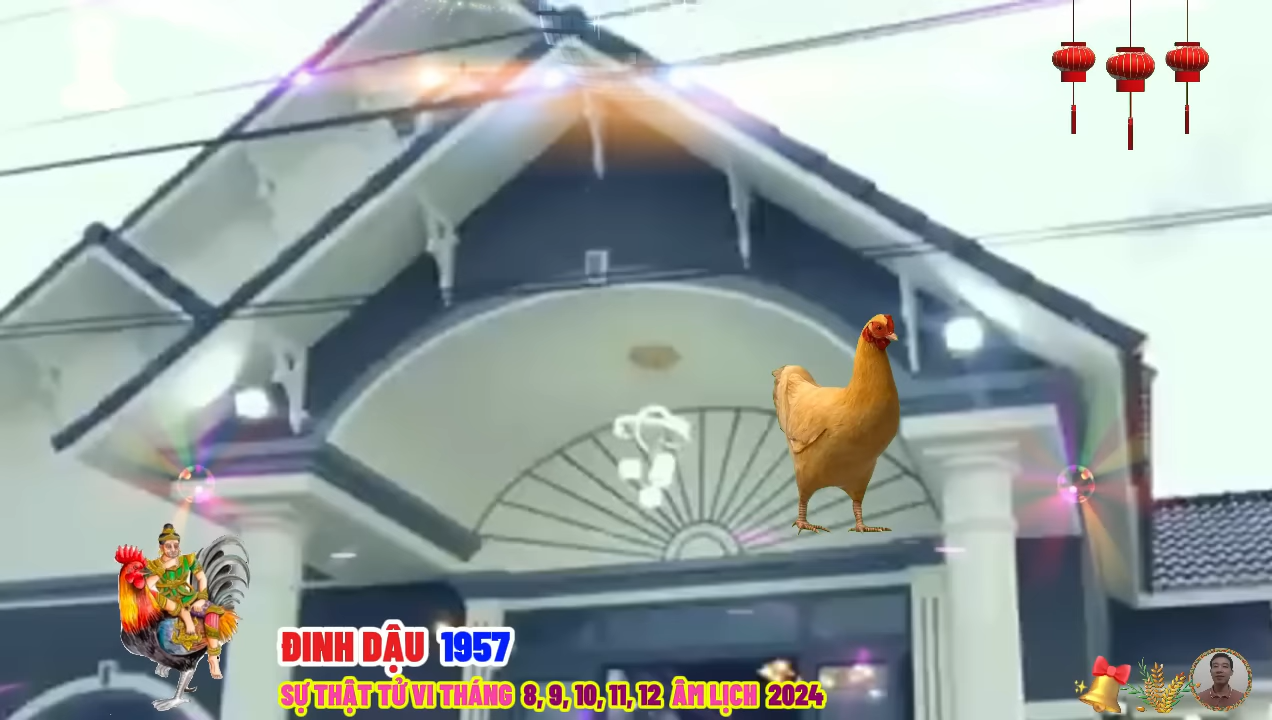 ĐINH DẬU 1957
SỰ THẬT TỬ VI THÁNG 8, 9, 10, 11, 12 ÂM LỊCH 2024